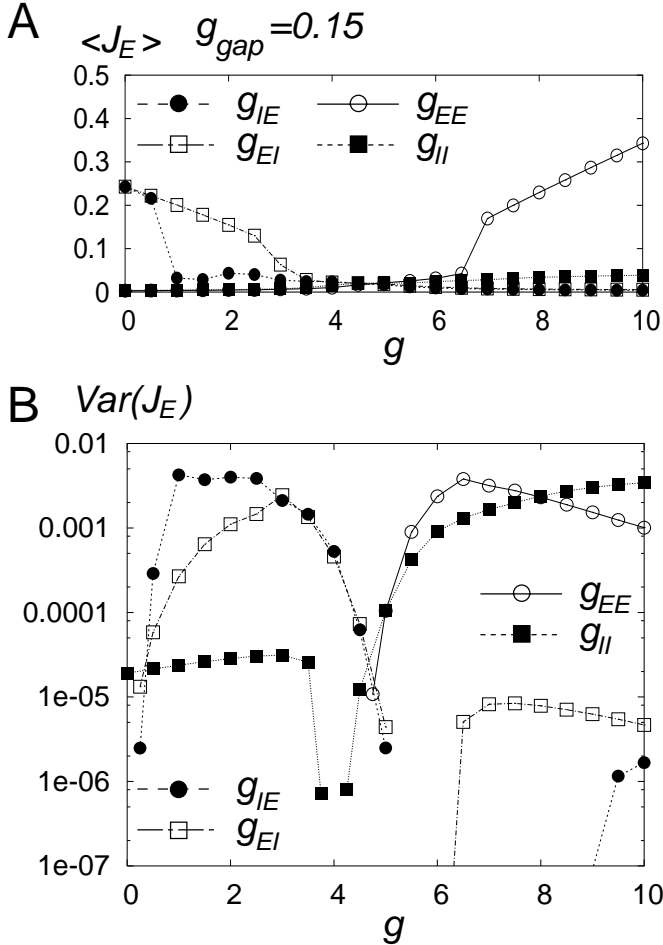 A <J_E> g_gap=0.15
0.5
0.4
0.3
0.2
0.1
0
g_IE g_EE
g_EI g_II
0 2 4 6 8 10
g
B Var(J_E)
0.01
0.001
0.0001
1e-05
1e-06
1e-07
g_EE
g_II
g_IE
g_EI
0 2 4 6 8 10
g